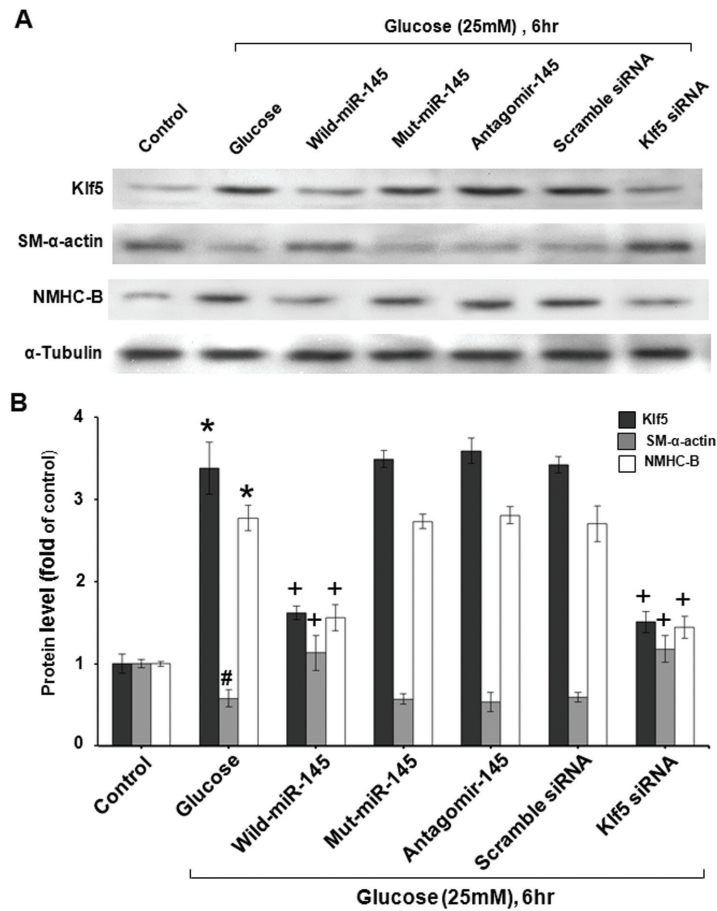 A
Glucose (25mM) , 6hr
Control
Glucose
Wild-miR-145
Mut-miR-145
Antagomir-145
Scramble siRNA
Klf5 siRNA
Klf5
SM-α-actin
NMHC-B
α-Tubulin
B
Protein level (fold of control)
4
3
2
1
0
Klf5
SM-α-actin
NMHC-B
*
*
#
+
+
+
+
+
+
Control
Glucose
Wild-miR-145
Mut-miR-145
Antagomir-145
Scramble siRNA
Klf5 siRNA
Glucose (25mM), 6hr